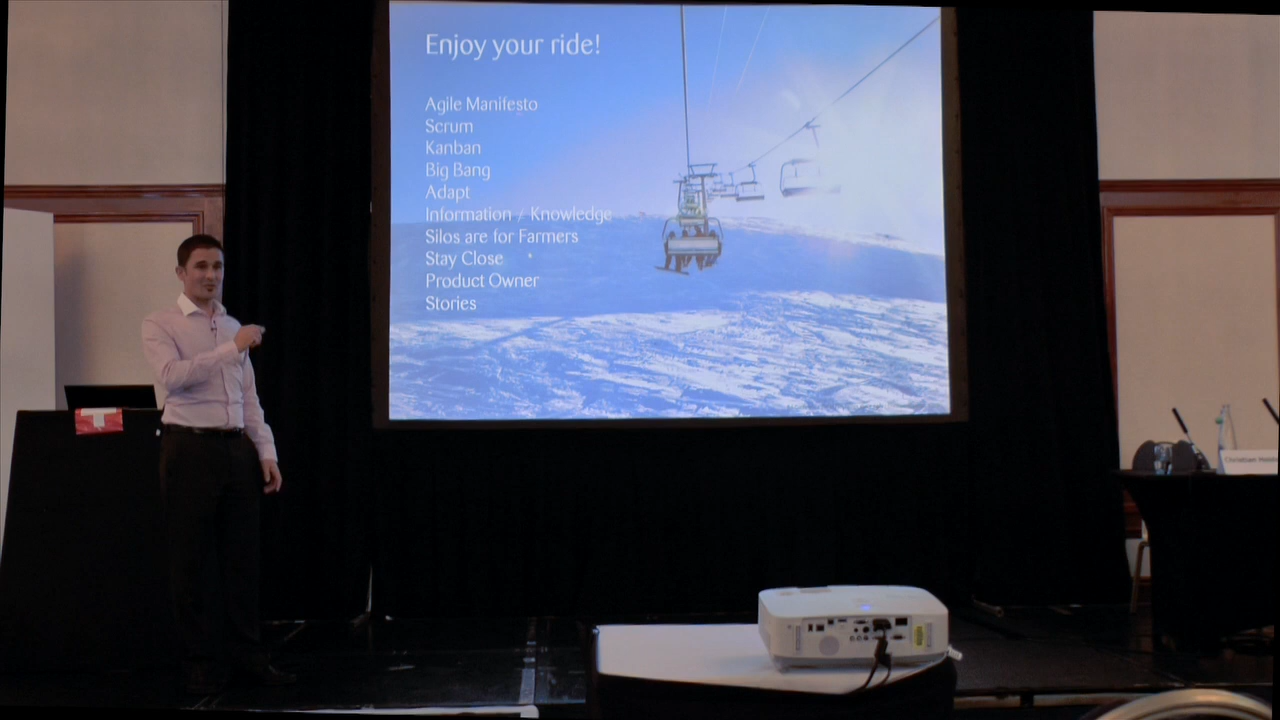 Enjoy your ride!
Agile Manifesto
Scrum
Kanban
Big Bang
Adapt
Information / Knowledge
Silos are for Farmers
Stay Close
Product Owner
Stories
Christian